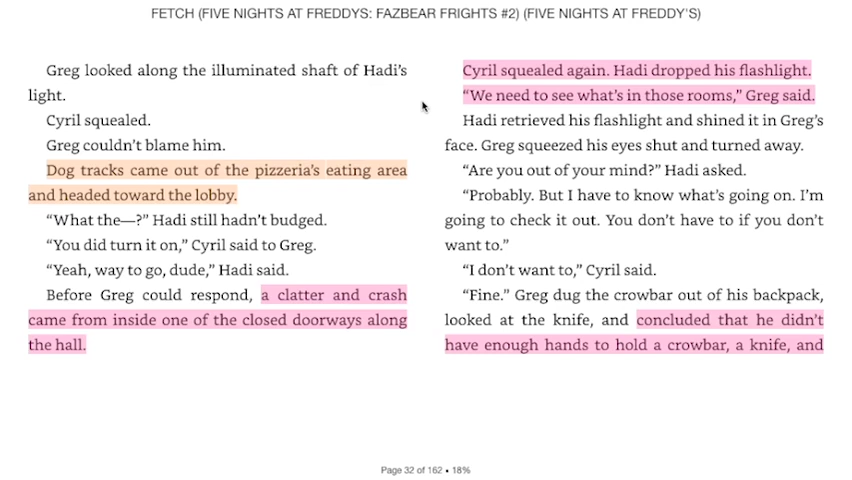 FETCH (FIVE NIGHTS AT FREDDYS: FAZBEAR FRIGHTS #2) (FIVE NIGHTS AT FREDDY'S)
Greg looked along the illuminated shaft of Hadi’s
light.
Cyril squealed.
Greg couldn’t blame him.
Dog tracks came out of the pizzeria’s eating area
and headed toward the lobby.
“What the—?” Hadi still hadn’t budged.
“You did turn it on,” Cyril said to Greg.
“Yeah, way to go, dude,” Hadi said.
Before Greg could respond, a clatter and crash
came from inside one of the closed doorways along
the hall.
Cyril squealed again. Hadi dropped his flashlight.
“We need to see what’s in those rooms,” Greg said.
Hadi retrieved his flashlight and shined it in Greg’s
face. Greg squeezed his eyes shut and turned away.
“Are you out of your mind?” Hadi asked.
“Probably. But I have to know what’s going on. I’m
going to check it out. You don’t have to if you don’t
want to.”
“I don’t want to,” Cyril said.
“Fine.” Greg dug the crowbar out of his backpack,
looked at the knife, and concluded that he didn’t
have enough hands to hold a crowbar, a knife, and
Page 32 of 162 • 18%